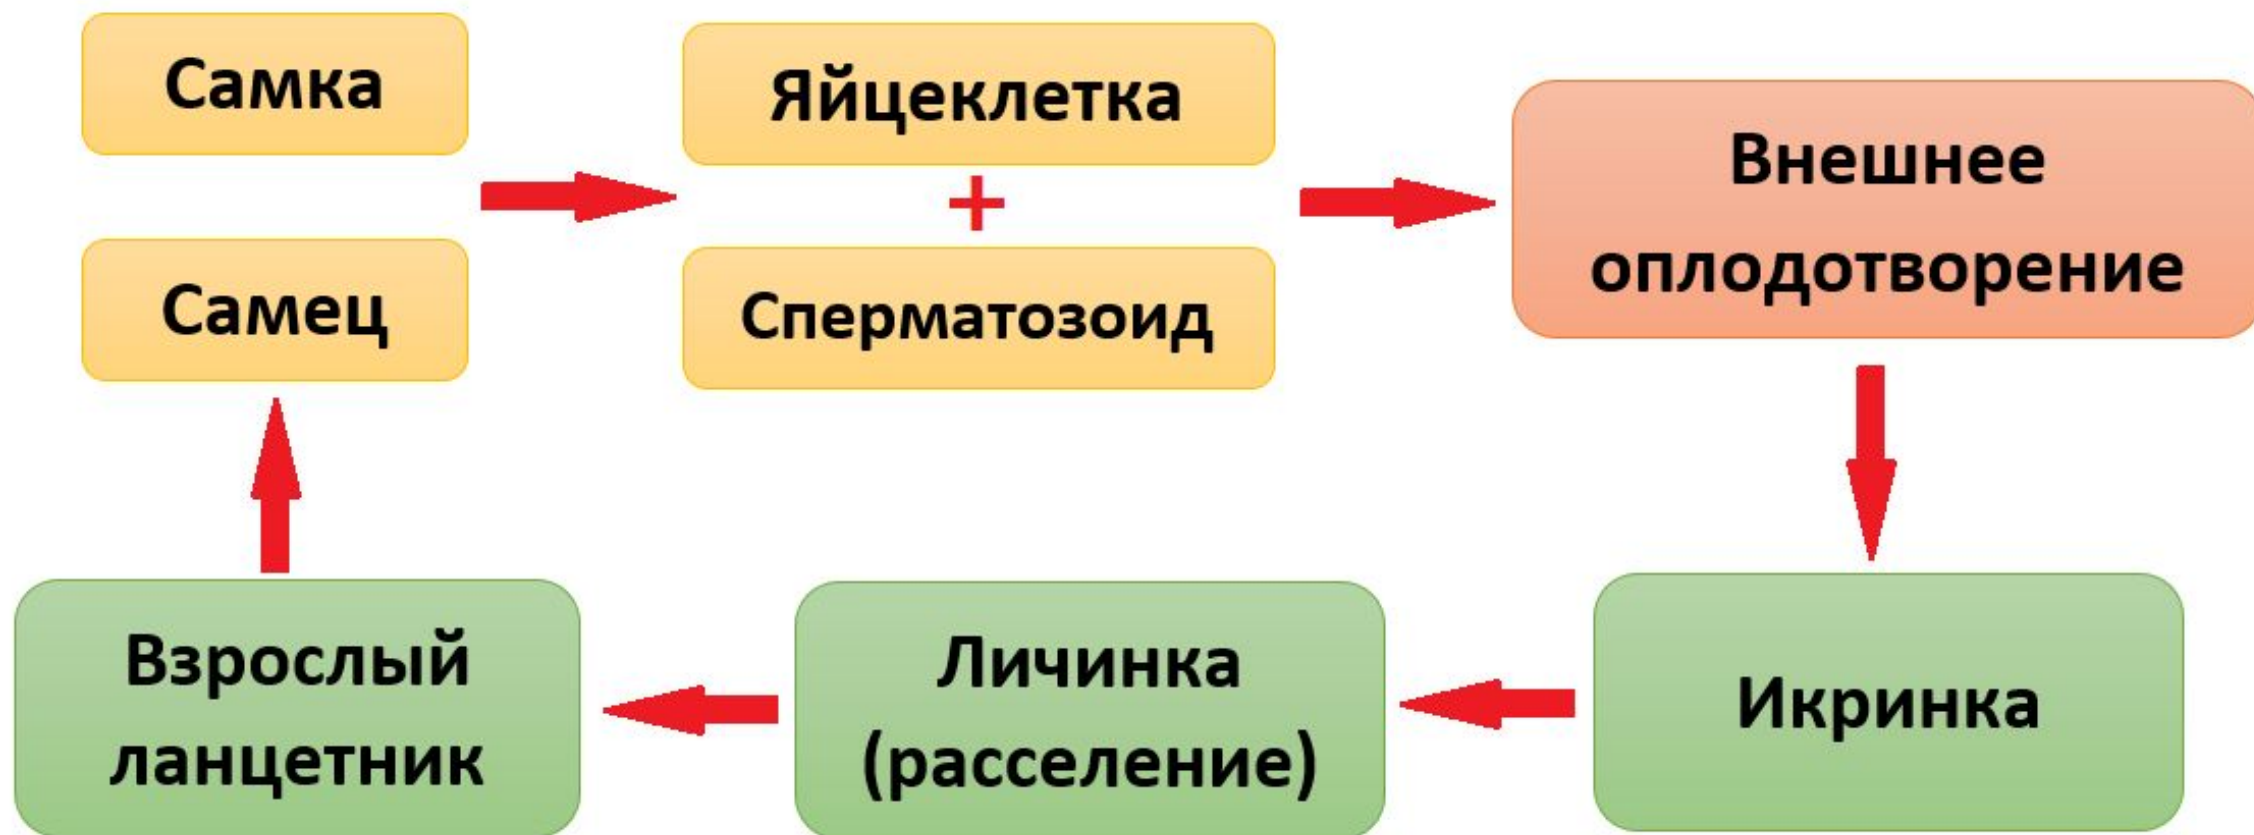 Самка
Самец
Яйцеклетка
+
Сперматозоид
Внешнее
оплодотворение
Икринка
Личинка
(расселение)
Взрослый
ланцетник